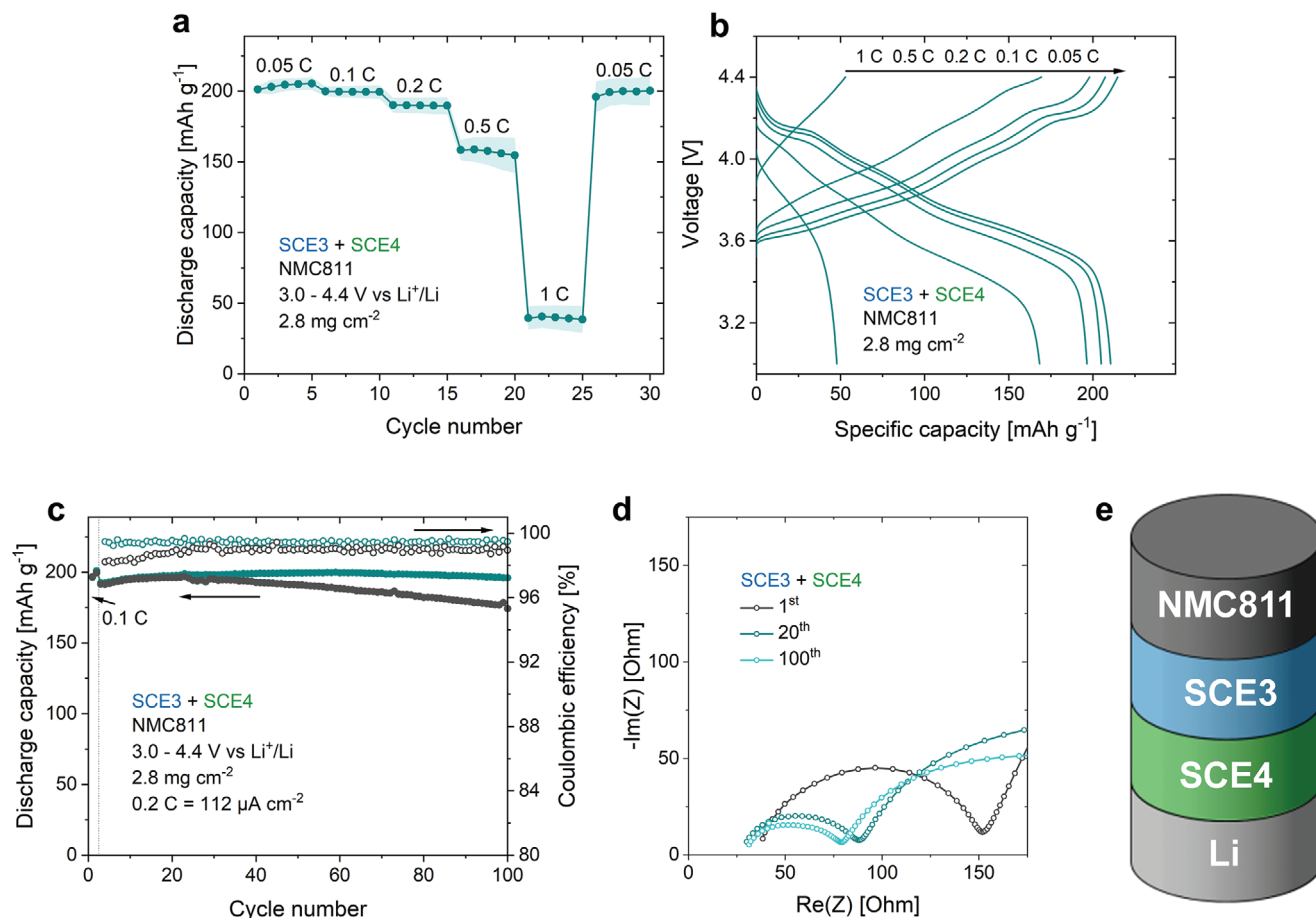 a
Discharge capacity [mAh g⁻¹]
200
150
100
50
0
0.05 C
0.1 C
0.2 C
0.5 C
1 C
0.05 C
SCE3 + SCE4
NMC811
3.0 - 4.4 V vs Li⁺/Li
2.8 mg cm⁻²
0 5 10 15 20 25 30
Cycle number
b
Voltage [V]
4.4
4.0
3.6
3.2
1 C 0.5 C 0.2 C 0.1 C 0.05 C
SCE3 + SCE4
NMC811
2.8 mg cm⁻²
0 50 100 150 200
Specific capacity [mAh g⁻¹]
c
Discharge capacity [mAh g⁻¹]
200
175
150
125
100
75
50
25
0
0.1 C
SCE3 + SCE4
NMC811
3.0 - 4.4 V vs Li⁺/Li
2.8 mg cm⁻²
0.2 C = 112 µA cm⁻²
100
96
92
88
84
80
Coulombic efficiency [%]
0 20 40 60 80 100
Cycle number
d
-Im(Z) [Ohm]
150
100
50
0
SCE3 + SCE4
1ˢᵗ
20ᵗʰ
100ᵗʰ
0 50 100 150
Re(Z) [Ohm]
e
NMC811
SCE3
SCE4
Li